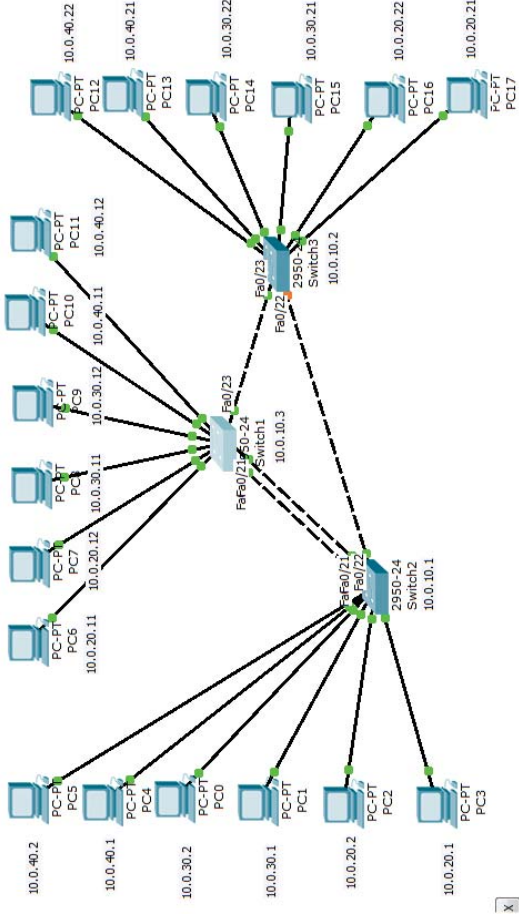 X
10.0.40.2
PC-PT
PC5
10.0.40.1
PC-PT
PC4
10.0.30.2
PC-PT
PC0
10.0.30.1
PC-PT
PC1
10.0.20.2
PC-PT
PC2
10.0.20.1
PC-PT
PC3
PC-PT
PC6
10.0.20.11
PC-PT
PC7
10.0.20.12
10.0.30.11
PC-PT
PC9
10.0.30.12
PC-PT
PC10
10.0.40.11
PC-PT
PC11
10.0.40.12
Fa0/21
Fa0/22
2950-24
Switch2
10.0.10.1
Fa0/21
Fa0/23
Switch1
10.0.10.3
Fa0/23
Fa0/22
Switch3
10.0.10.2
PC-PT
PC12
10.0.40.22
PC-PT
PC13
10.0.40.21
PC-PT
PC14
10.0.30.22
PC-PT
PC15
10.0.30.21
PC-PT
PC16
10.0.20.22
PC-PT
PC17
10.0.20.21